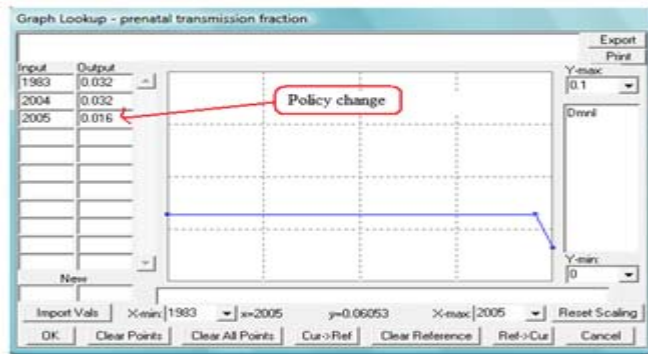 Graph Lookup - prenatal transmission fraction
Export
Print
Input Output
Y-max:
1983 0.032
0.1
2004 0.032
Policy change
Dmnl
2005 0.016
Y-min:
0
New
Import Vals X-min: 1983 x=2005 y=0.06053 X-max: 2005 Reset Scaling
OK Clear Points Clear All Points Cur->Ref Clear Reference Ref->Cur Cancel